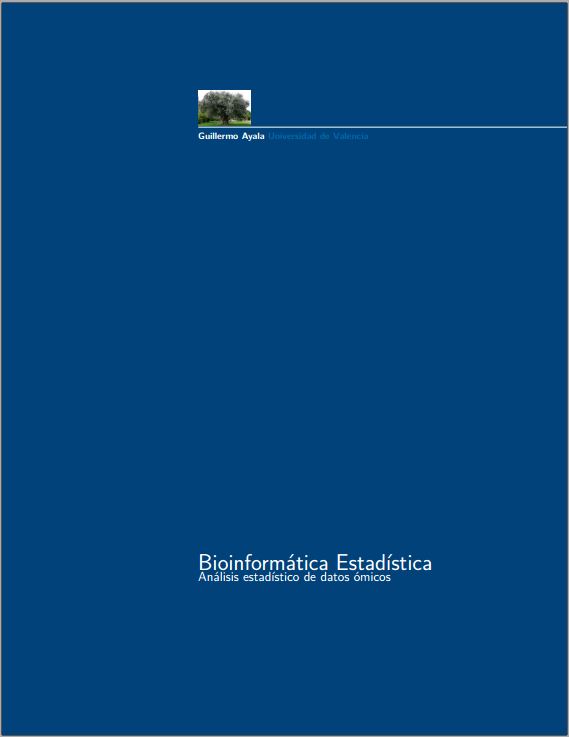 Guillermo Ayala Universidad de Valencia
Bioinformática Estadística
Análisis estadístico de datos ómicos